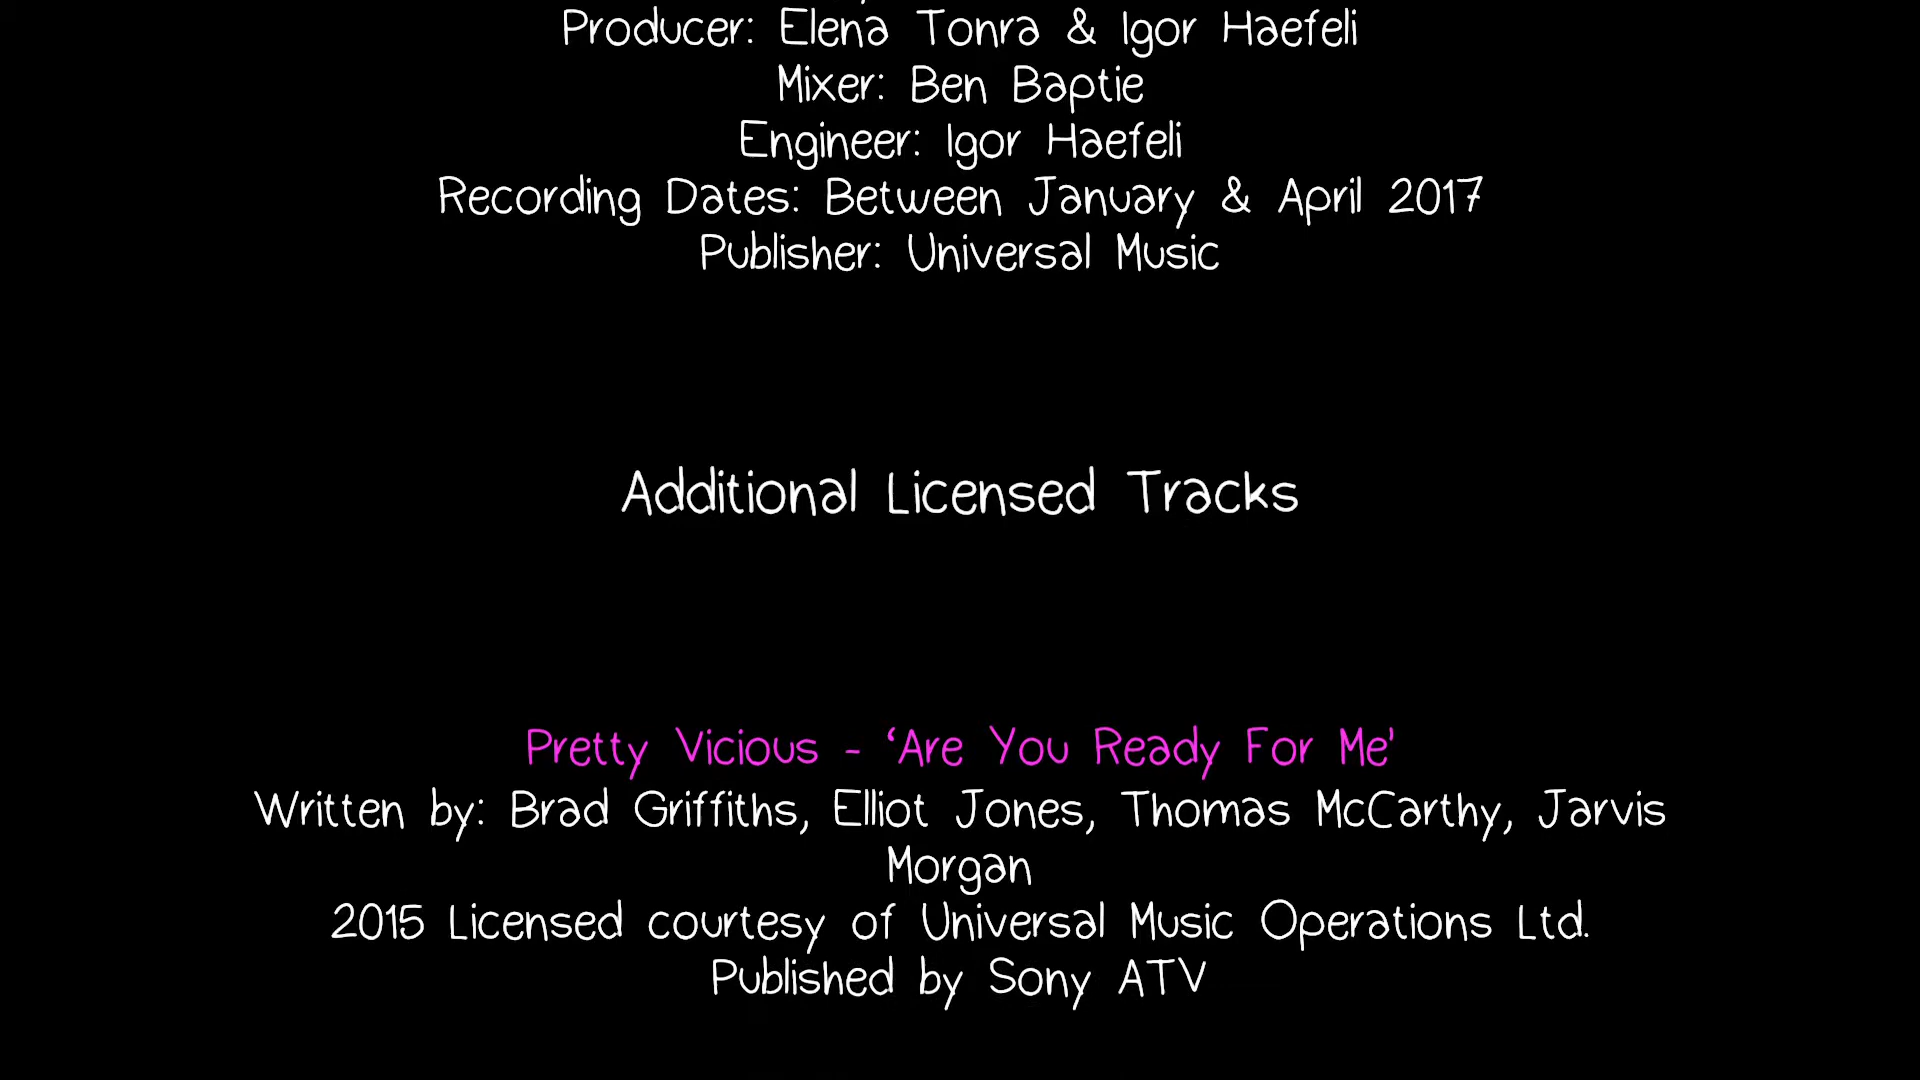 Producer: Elena Tonra & Igor Haefeli
Mixer: Ben Baptie
Engineer: Igor Haefeli
Recording Dates: Between January & April 2017
Publisher: Universal Music
Additional Licensed Tracks
Pretty Vicious - ‘Are You Ready For Me’
Written by: Brad Griffiths, Elliot Jones, Thomas McCarthy, Jarvis
Morgan
2015 Licensed courtesy of Universal Music Operations Ltd.
Published by Sony ATV